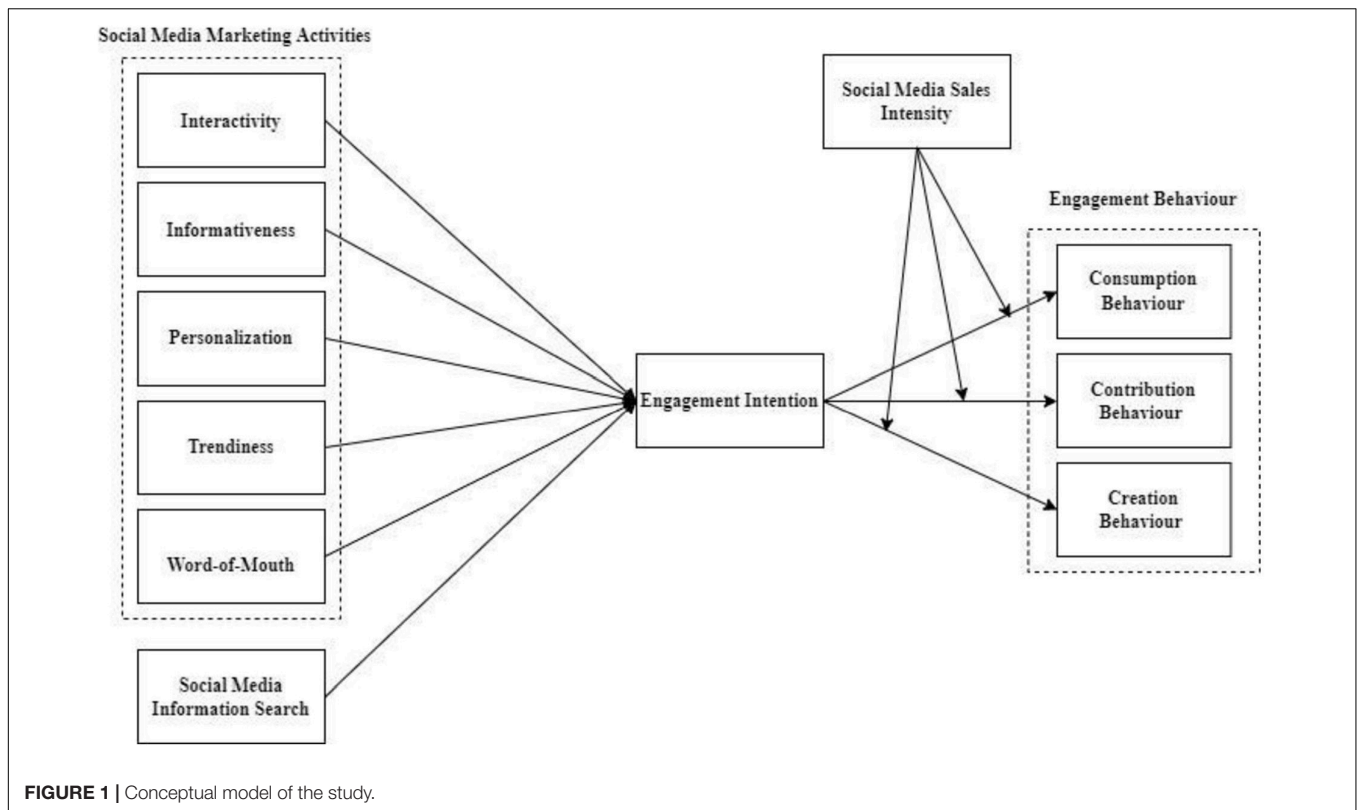 Social Media Marketing Activities
Interactivity
Informativeness
Personalization
Trendiness
Word-of-Mouth
Social Media
Information Search
Engagement Intention
Social Media Sales
Intensity
Engagement Behaviour
Consumption
Behaviour
Contribution
Behaviour
Creation
Behaviour
FIGURE 1 | Conceptual model of the study.